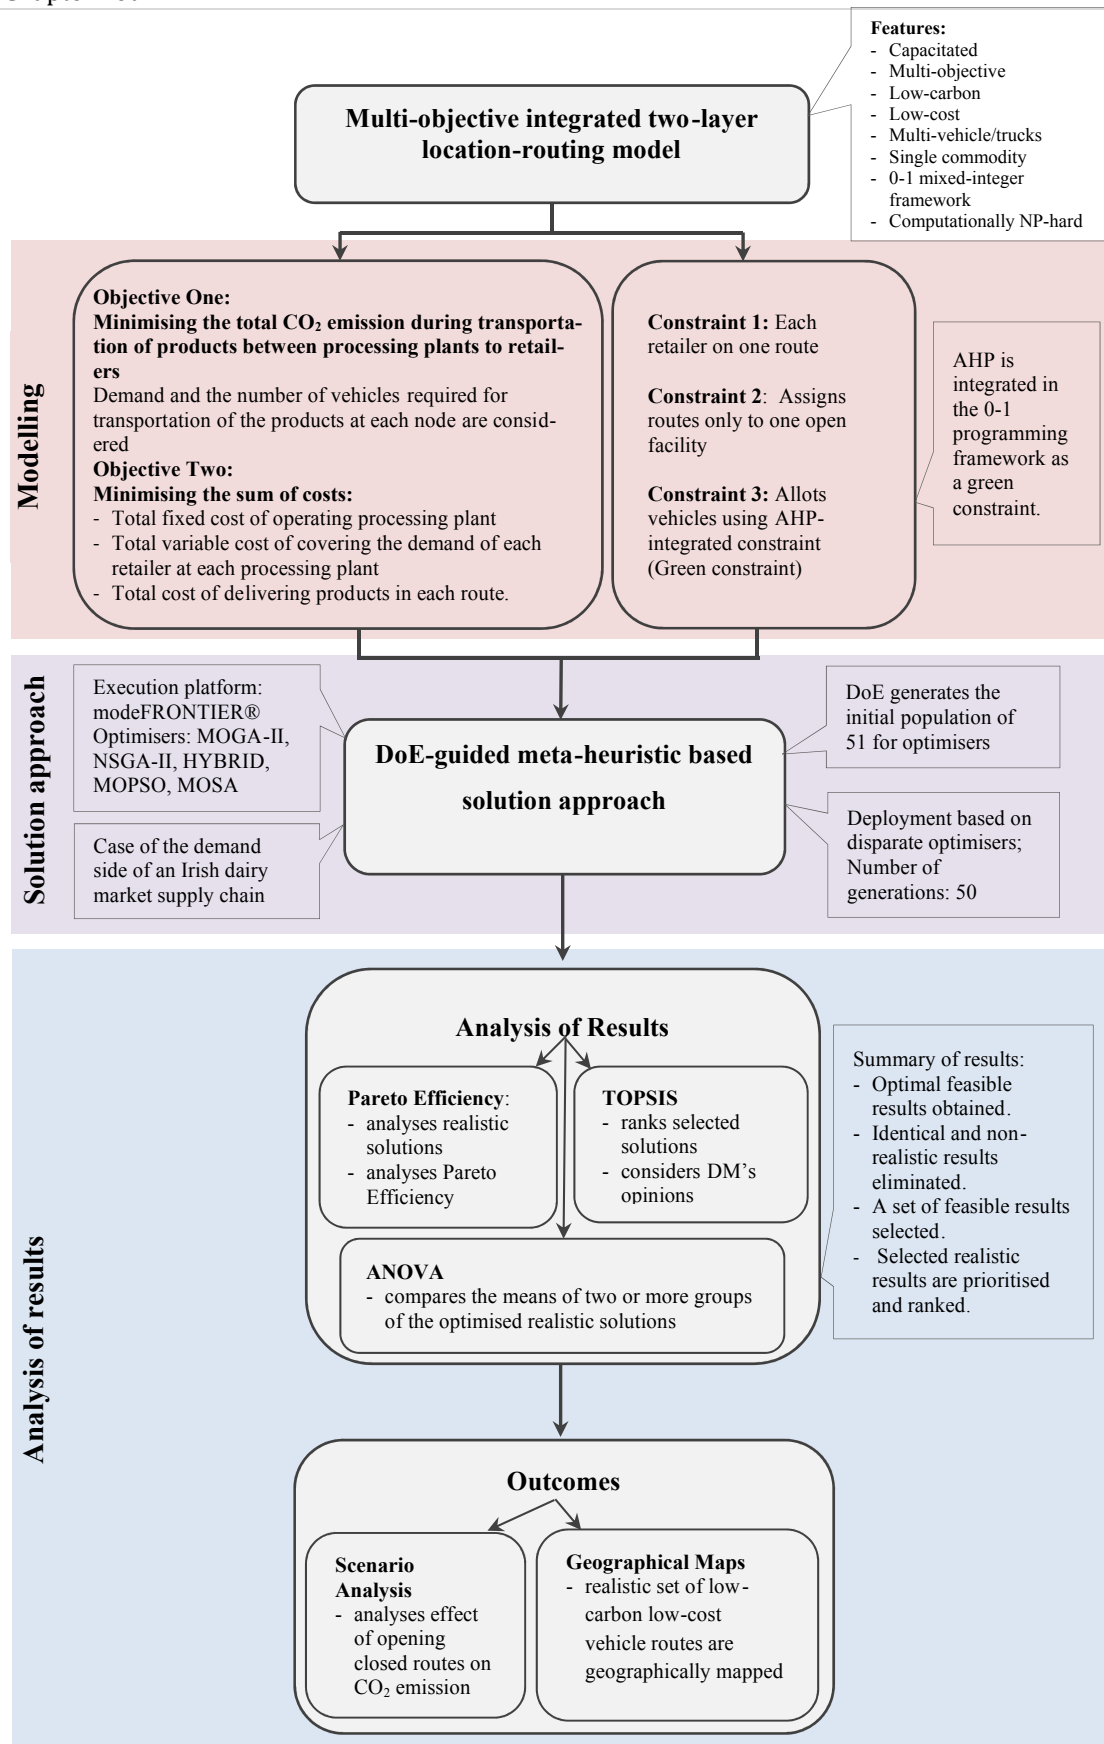 Features:
- Capacitated
- Multi-objective
- Low-carbon
- Low-cost
- Multi-vehicle/trucks
- Single commodity
- 0-1 mixed-integer
framework
- Computationally NP-hard
Multi-objective integrated two-layer
location-routing model
Modelling
Objective One:
Minimising the total CO₂ emission during transporta-
tion of products between processing plants to retail-
ers
Demand and the number of vehicles required for
transportation of the products at each node are consid-
ered
Objective Two:
Minimising the sum of costs:
- Total fixed cost of operating processing plant
- Total variable cost of covering the demand of each
retailer at each processing plant
- Total cost of delivering products in each route.
Constraint 1: Each
retailer on one route
Constraint 2: Assigns
routes only to one open
facility
Constraint 3: Allots
vehicles using AHP-
integrated constraint
(Green constraint)
AHP is
integrated in
the 0-1
programming
framework as
a green
constraint.
Solution approach
Execution platform:
modeFRONTIER®
Optimisers: MOGA-II,
NSGA-II, HYBRID,
MOPSO, MOSA
Case of the demand
side of an Irish dairy
market supply chain
DoE-guided meta-heuristic based
solution approach
DoE generates the
initial population of
51 for optimisers
Deployment based on
disparate optimisers;
Number of
generations: 50
Analysis of results
Analysis of Results
Pareto Efficiency:
- analyses realistic
solutions
- analyses Pareto
Efficiency
TOPSIS
- ranks selected
solutions
- considers DM's
opinions
ANOVA
- compares the means of two or more groups
of the optimised realistic solutions
Summary of results:
- Optimal feasible
results obtained.
- Identical and non-
realistic results
eliminated.
- A set of feasible results
selected.
- Selected realistic
results are prioritised
and ranked.
Outcomes
Scenario
Analysis
- analyses effect
of opening
closed routes on
CO₂ emission
Geographical Maps
- realistic set of low-
carbon low-cost
vehicle routes are
geographically mapped